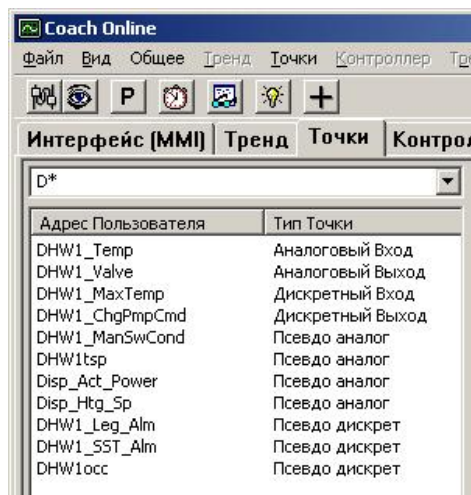 Coach Online
Файл Вид Общее Тренд Точки Контроллер
P
Интерфейс (MMI) Тренд Точки
D*
Адрес Пользователя Тип Точки
DHW1_Temp Аналоговый Вход
DHW1_Valve Аналоговый Выход
DHW1_MaxTemp Дискретный Вход
DHW1_ChgPmpCmd Дискретный Выход
DHW1_ManSwCond Псевдо аналог
DHW1tsp Псевдо аналог
Disp_Act_Power Псевдо аналог
Disp_Htg_Sp Псевдо аналог
DHW1_Leg_Alm Псевдо дискрет
DHW1_SST_Alm Псевдо дискрет
DHW1occ Псевдо дискрет